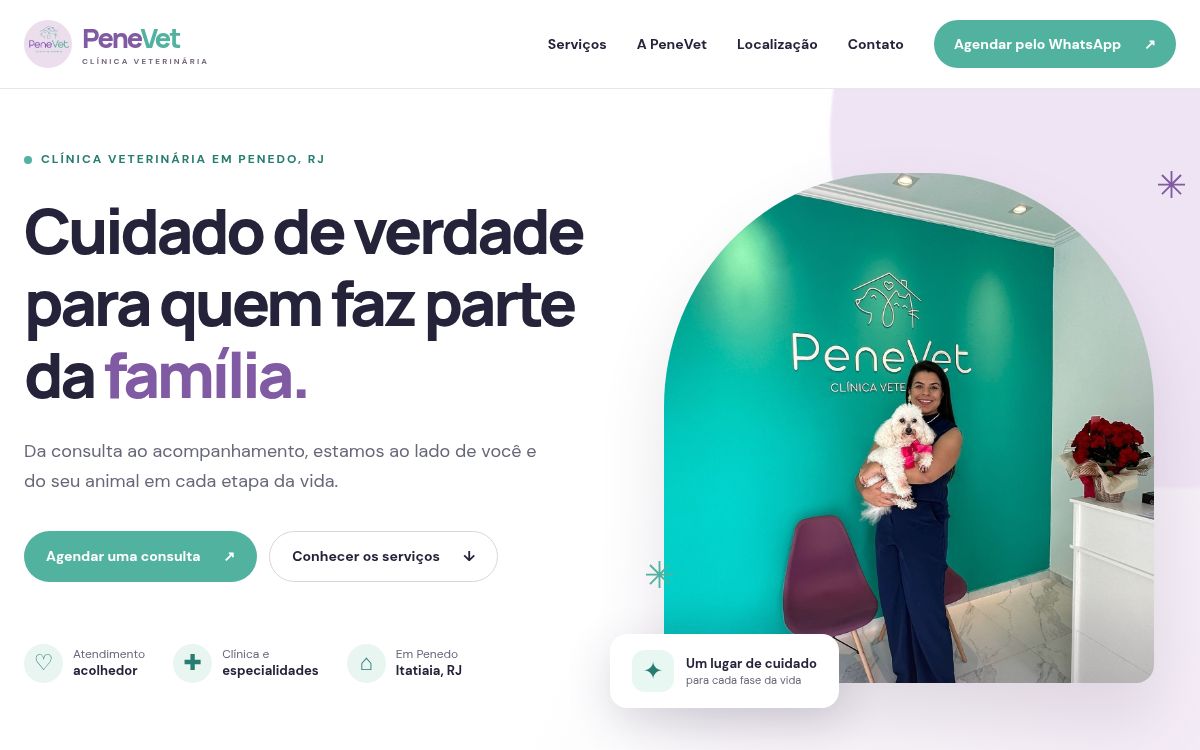 PeneVet
PeneVet
CLÍNICA VETERINÁRIA
Serviços
A PeneVet
Localização
Contato
Agendar pelo WhatsApp ↗
CLÍNICA VETERINÁRIA EM PENEDO, RJ
Cuidado de verdade
para quem faz parte
da família.
Da consulta ao acompanhamento, estamos ao lado de você e
do seu animal em cada etapa da vida.
Agendar uma consulta ↗
Conhecer os serviços ↓
Atendimento
acolhedor
Clínica e
especialidades
Em Penedo
Itatiaia, RJ
PeneVet
CLÍNICA VETE
Um lugar de cuidado
para cada fase da vida